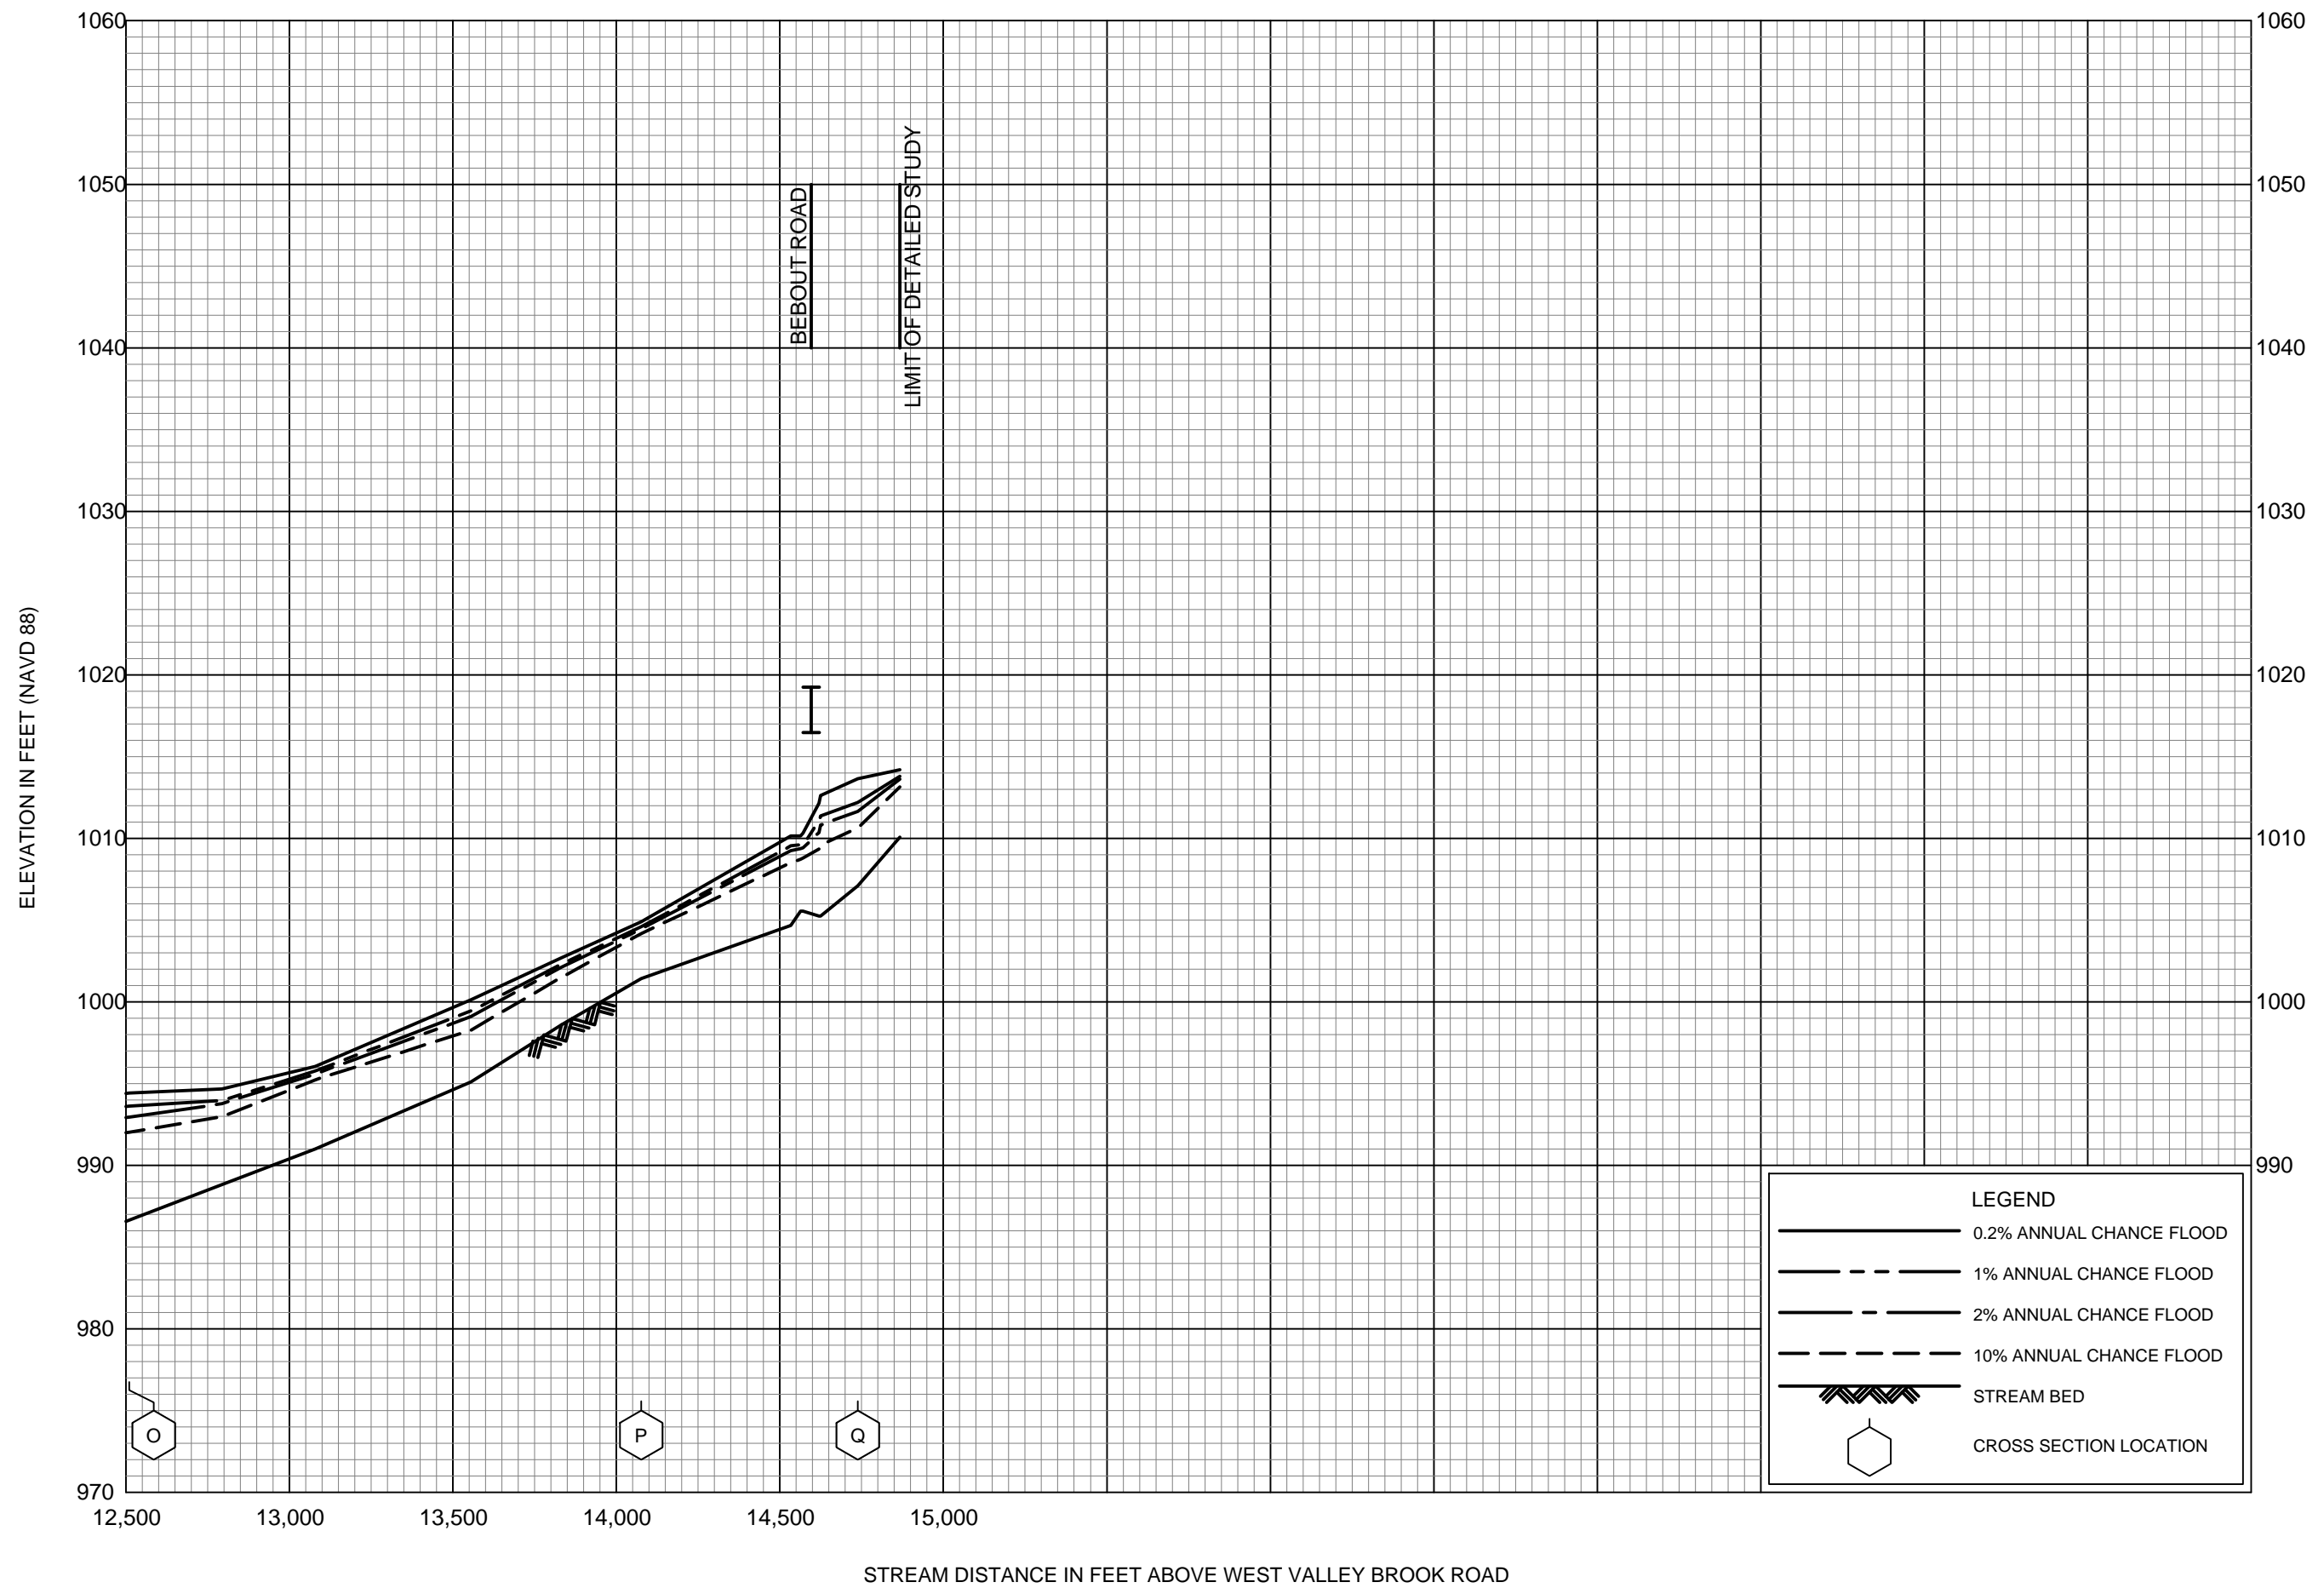 1060
1060
1050
1050
1040
1040
1030
1030
1020
1020
1010
1010
1000
1000
990
990
980
970
ELEVATION IN FEET (NAVD 88)
BEBOUT ROAD
LIMIT OF DETAILED STUDY
O
P
Q
LEGEND
0.2% ANNUAL CHANCE FLOOD
1% ANNUAL CHANCE FLOOD
2% ANNUAL CHANCE FLOOD
10% ANNUAL CHANCE FLOOD
STREAM BED
CROSS SECTION LOCATION
12,500 13,000 13,500 14,000 14,500 15,000
STREAM DISTANCE IN FEET ABOVE WEST VALLEY BROOK ROAD